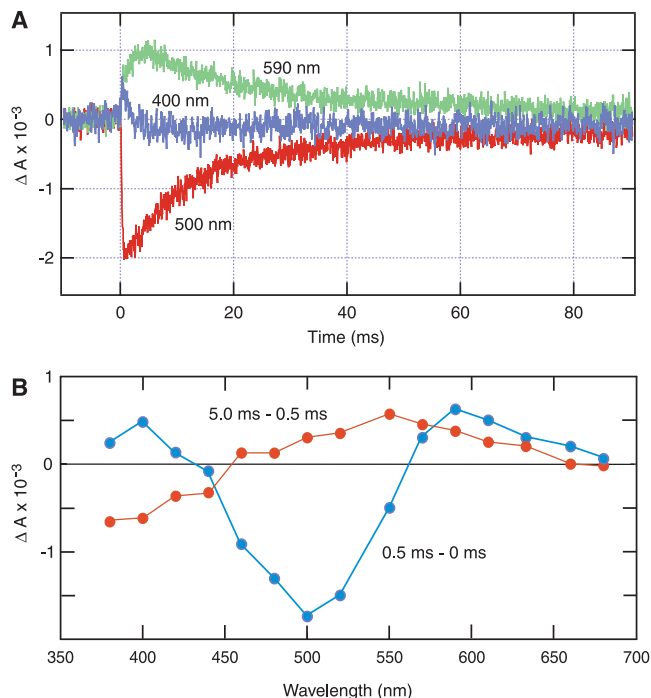 A
Δ A x 10⁻³
1
0
-1
-2
590 nm
400 nm
500 nm
0 20 40 60 80
Time (ms)
B
Δ A x 10⁻³
1
0
-1
5.0 ms - 0.5 ms
0.5 ms - 0 ms
350 400 450 500 550 600 650 700
Wavelength (nm)